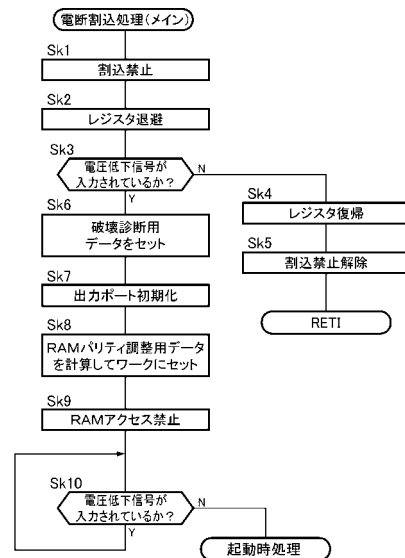 電断割込処理(メイン)
Sk1
割込禁止
Sk2
レジスタ退避
Sk3
電圧低下信号が
入力されているか?
N
Y
Sk4
レジスタ復帰
Sk5
割込禁止解除
RETI
Sk6
破壊診断用
データをセット
Sk7
出力ポート初期化
Sk8
RAMパリティ調整用データ
を計算してワークにセット
Sk9
RAMアクセス禁止
Sk10
電圧低下信号が
入力されているか?
N
Y
起動時処理